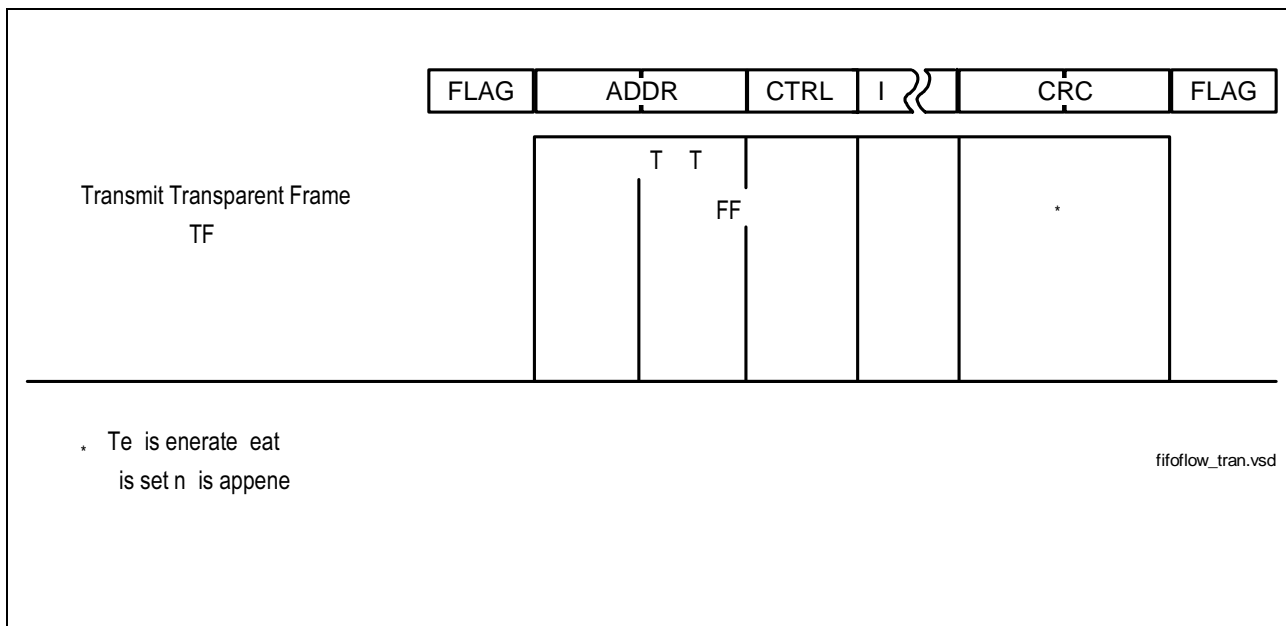 FLAG ADDR CTRL I CRC FLAG
T T
Transmit Transparent Frame
FF *
TF
* Te is enerate eat
is set n is appene
fifoflow_tran.vsd